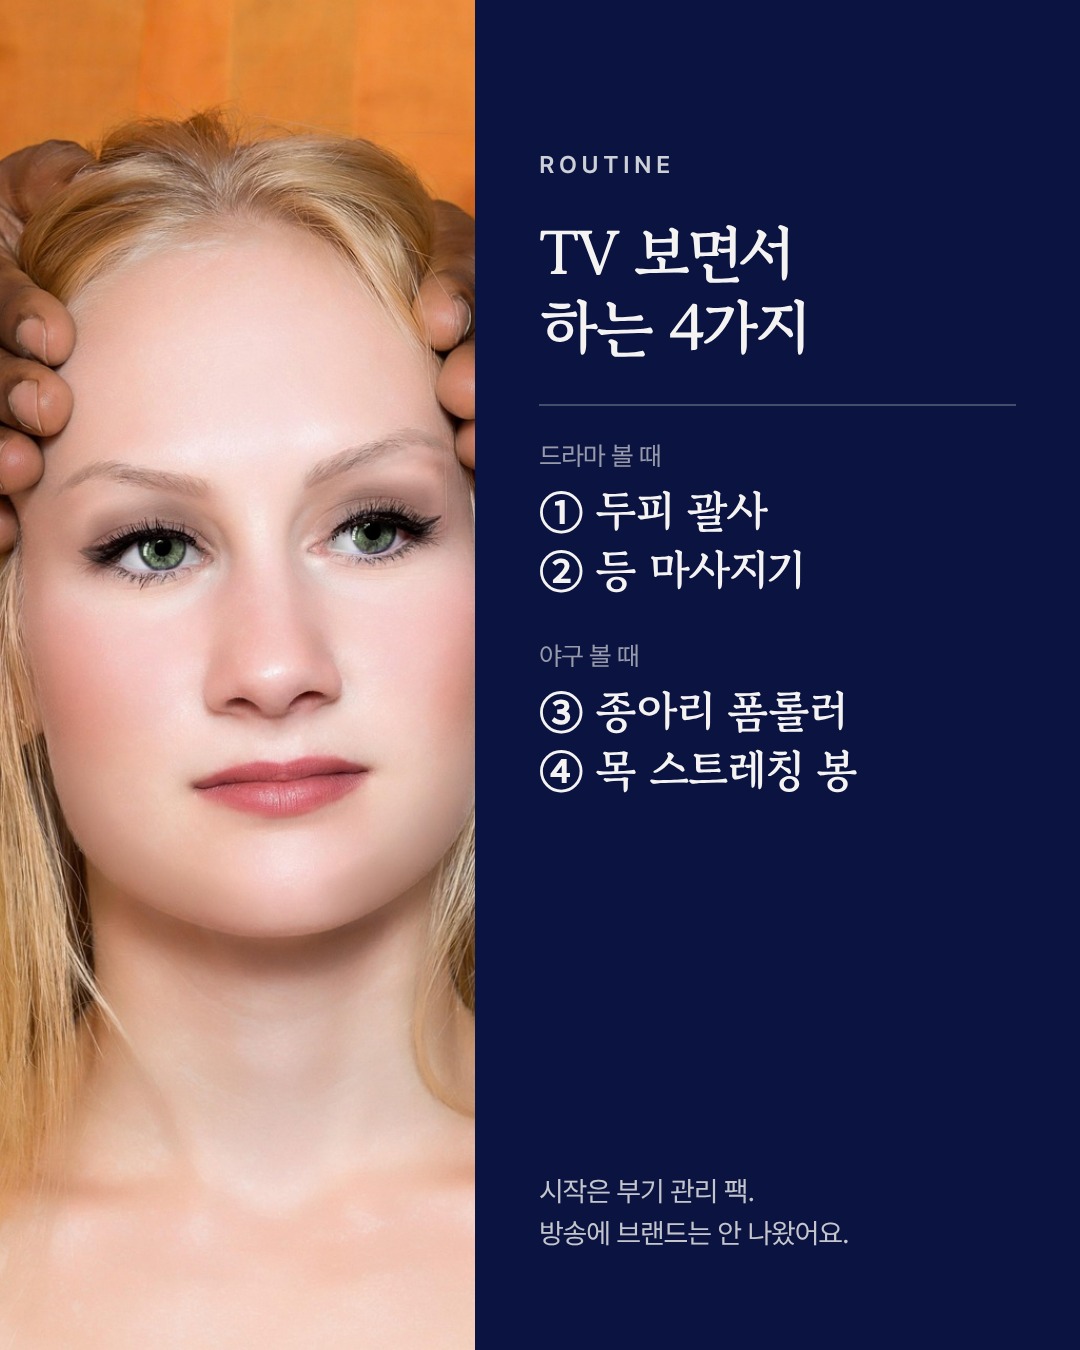 ROUTINE
TV 보면서
하는 4가지
드라마 볼 때
① 두피 괄사
② 등 마사지기
야구 볼 때
③ 종아리 폼롤러
④ 목 스트레칭 봉
시작은 부기 관리 팩.
방송에 브랜드는 안 나왔어요.